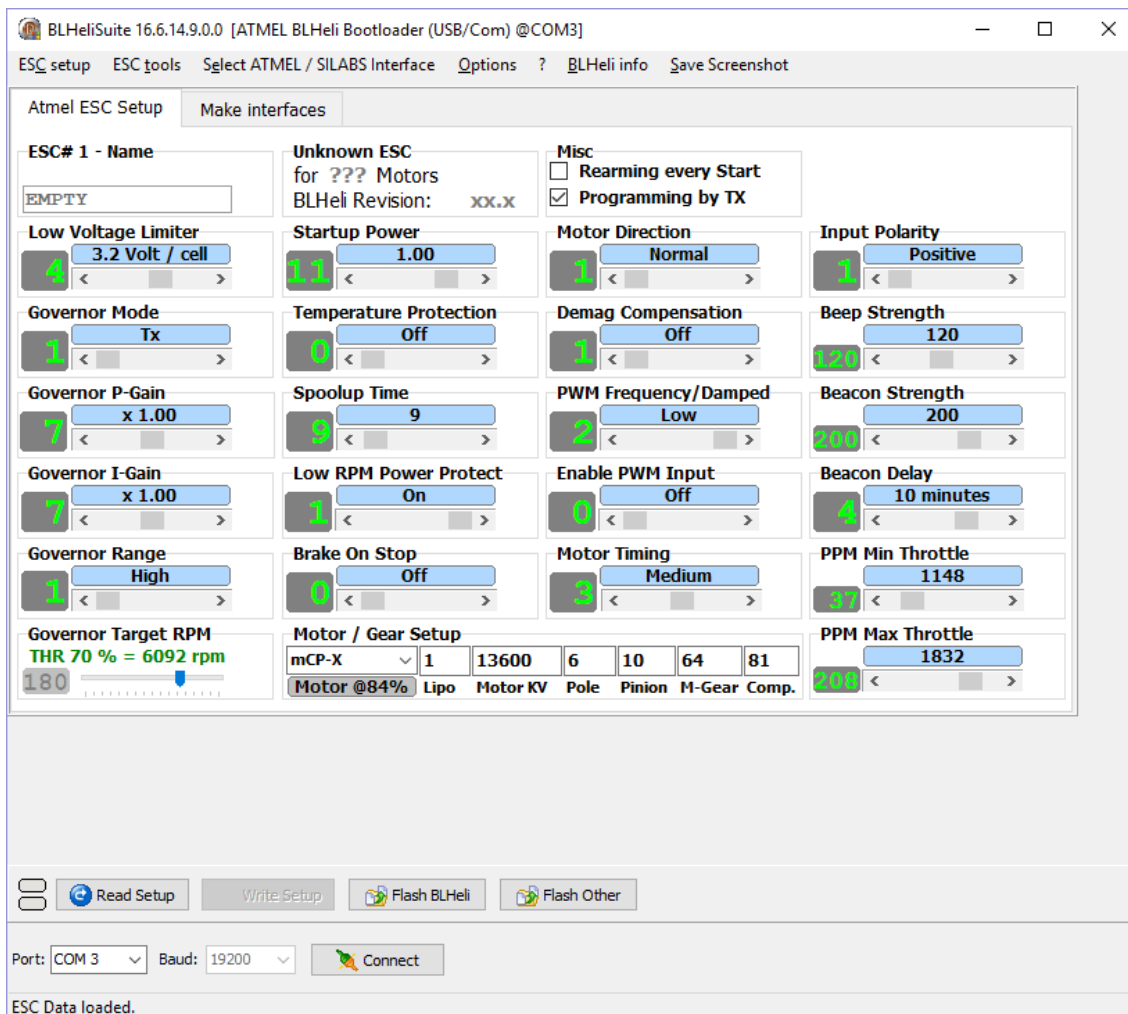 BLHeliSuite 16.6.14.9.0.0 [ATMEL BLHeli Bootloader (USB/Com) @COM3]
ESC setup ESC tools Select ATMEL / SILABS Interface Options ? BLHeli info Save Screenshot
Atmel ESC Setup Make interfaces
ESC# 1 - Name
EMPTY
Unknown ESC
for ??? Motors
BLHeli Revision: xx.x
Misc
Rearming every Start
Programming by TX
Low Voltage Limiter
4 3.2 Volt / cell
Startup Power
11 1.00
Motor Direction
1 Normal
Input Polarity
1 Positive
Governor Mode
1 Tx
Temperature Protection
0 Off
Demag Compensation
1 Off
Beep Strength
120 120
Governor P-Gain
7 x 1.00
Spoolup Time
9 9
PWM Frequency/Damped
2 Low
Beacon Strength
200 200
Governor I-Gain
7 x 1.00
Low RPM Power Protect
1 On
Enable PWM Input
0 Off
Beacon Delay
4 10 minutes
Governor Range
1 High
Brake On Stop
0 Off
Motor Timing
3 Medium
PPM Min Throttle
37 1148
Governor Target RPM
THR 70 % = 6092 rpm
180
Motor / Gear Setup
mCP-X 1 13600 6 10 64 81
Motor @84% Lipo Motor KV Pole Pinion M-Gear Comp.
PPM Max Throttle
208 1832
Read Setup Write Setup Flash BLHeli Flash Other
Port: COM 3 Baud: 19200 Connect
ESC Data loaded.